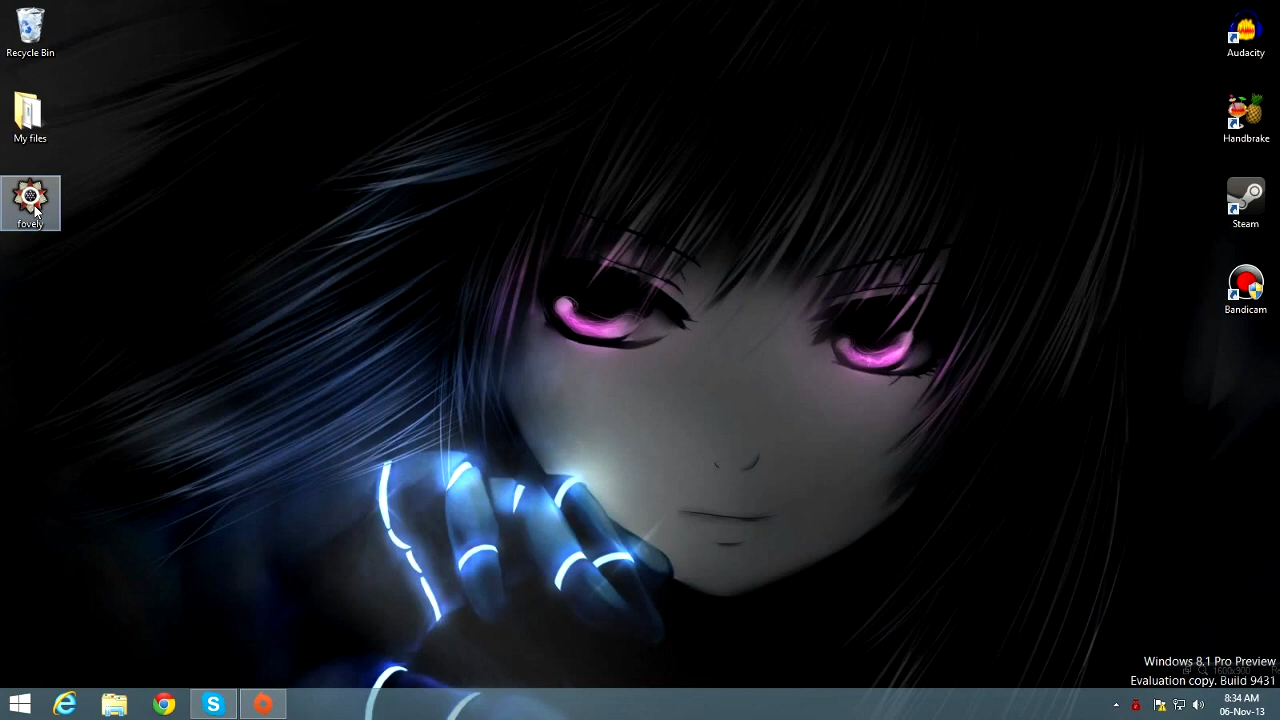 Recycle Bin
My files
fovely
Audacity
Handbrake
Steam
Bandicam
Windows 8.1 Pro Preview
1600x900
Evaluation copy. Build 9431
8:34 AM
06-Nov-13